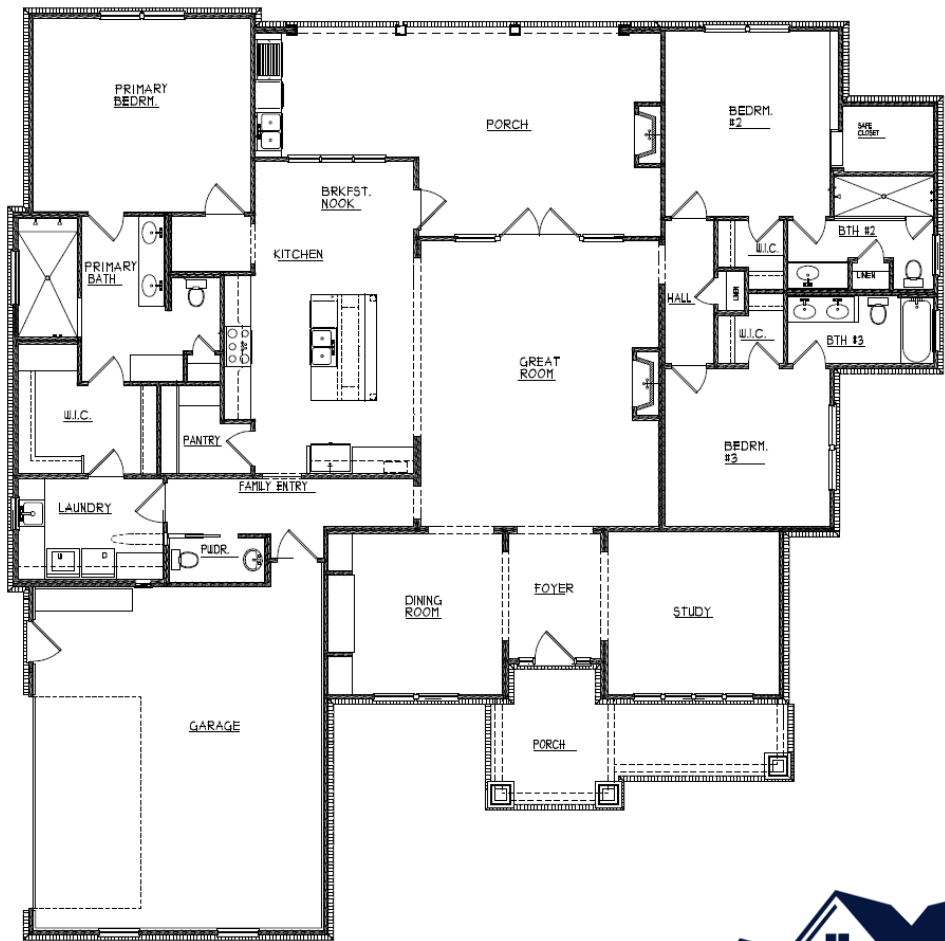 PRIMARY
BEDRM.
PORCH
BEDRM.
#2
SAFE
CLOSET
BRKFST.
NOOK
KITCHEN
PRIMARY
BATH
W.I.C.
BTH #2
LINEN
HALL
LINEN
W.I.C.
BTH #3
GREAT
ROOM
W.I.C.
PANTRY
BEDRM.
#3
FAMILY ENTRY
LAUNDRY
PWDR.
W
D
DINING
ROOM
FOYER
STUDY
GARAGE
PORCH